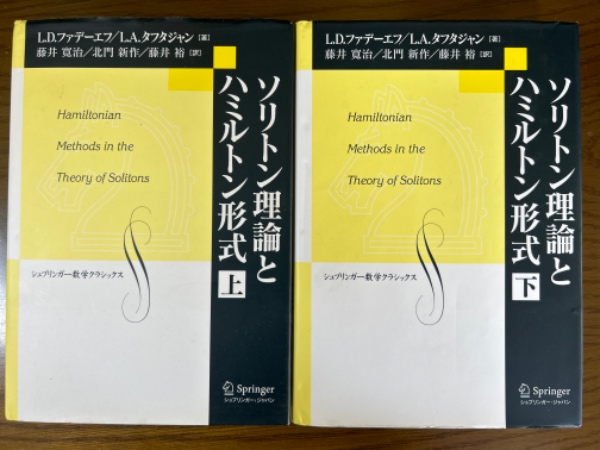 L.D.ファデーエフ/L.A.タフタジャン [著]
藤井 寛治/北門 新作/藤井 裕 [訳]
Hamiltonian
Methods in the
Theory of Solitons
ソリトン理論と
ハミルトン形式 上
シュプリンガー数学クラシックス
Springer
シュプリンガー・ジャパン
L.D.ファデーエフ/L.A.タフタジャン [著]
藤井 寛治/北門 新作/藤井 裕 [訳]
Hamiltonian
Methods in the
Theory of Solitons
ソリトン理論と
ハミルトン形式 下
シュプリンガー数学クラシックス
Springer
シュプリンガー・ジャパン